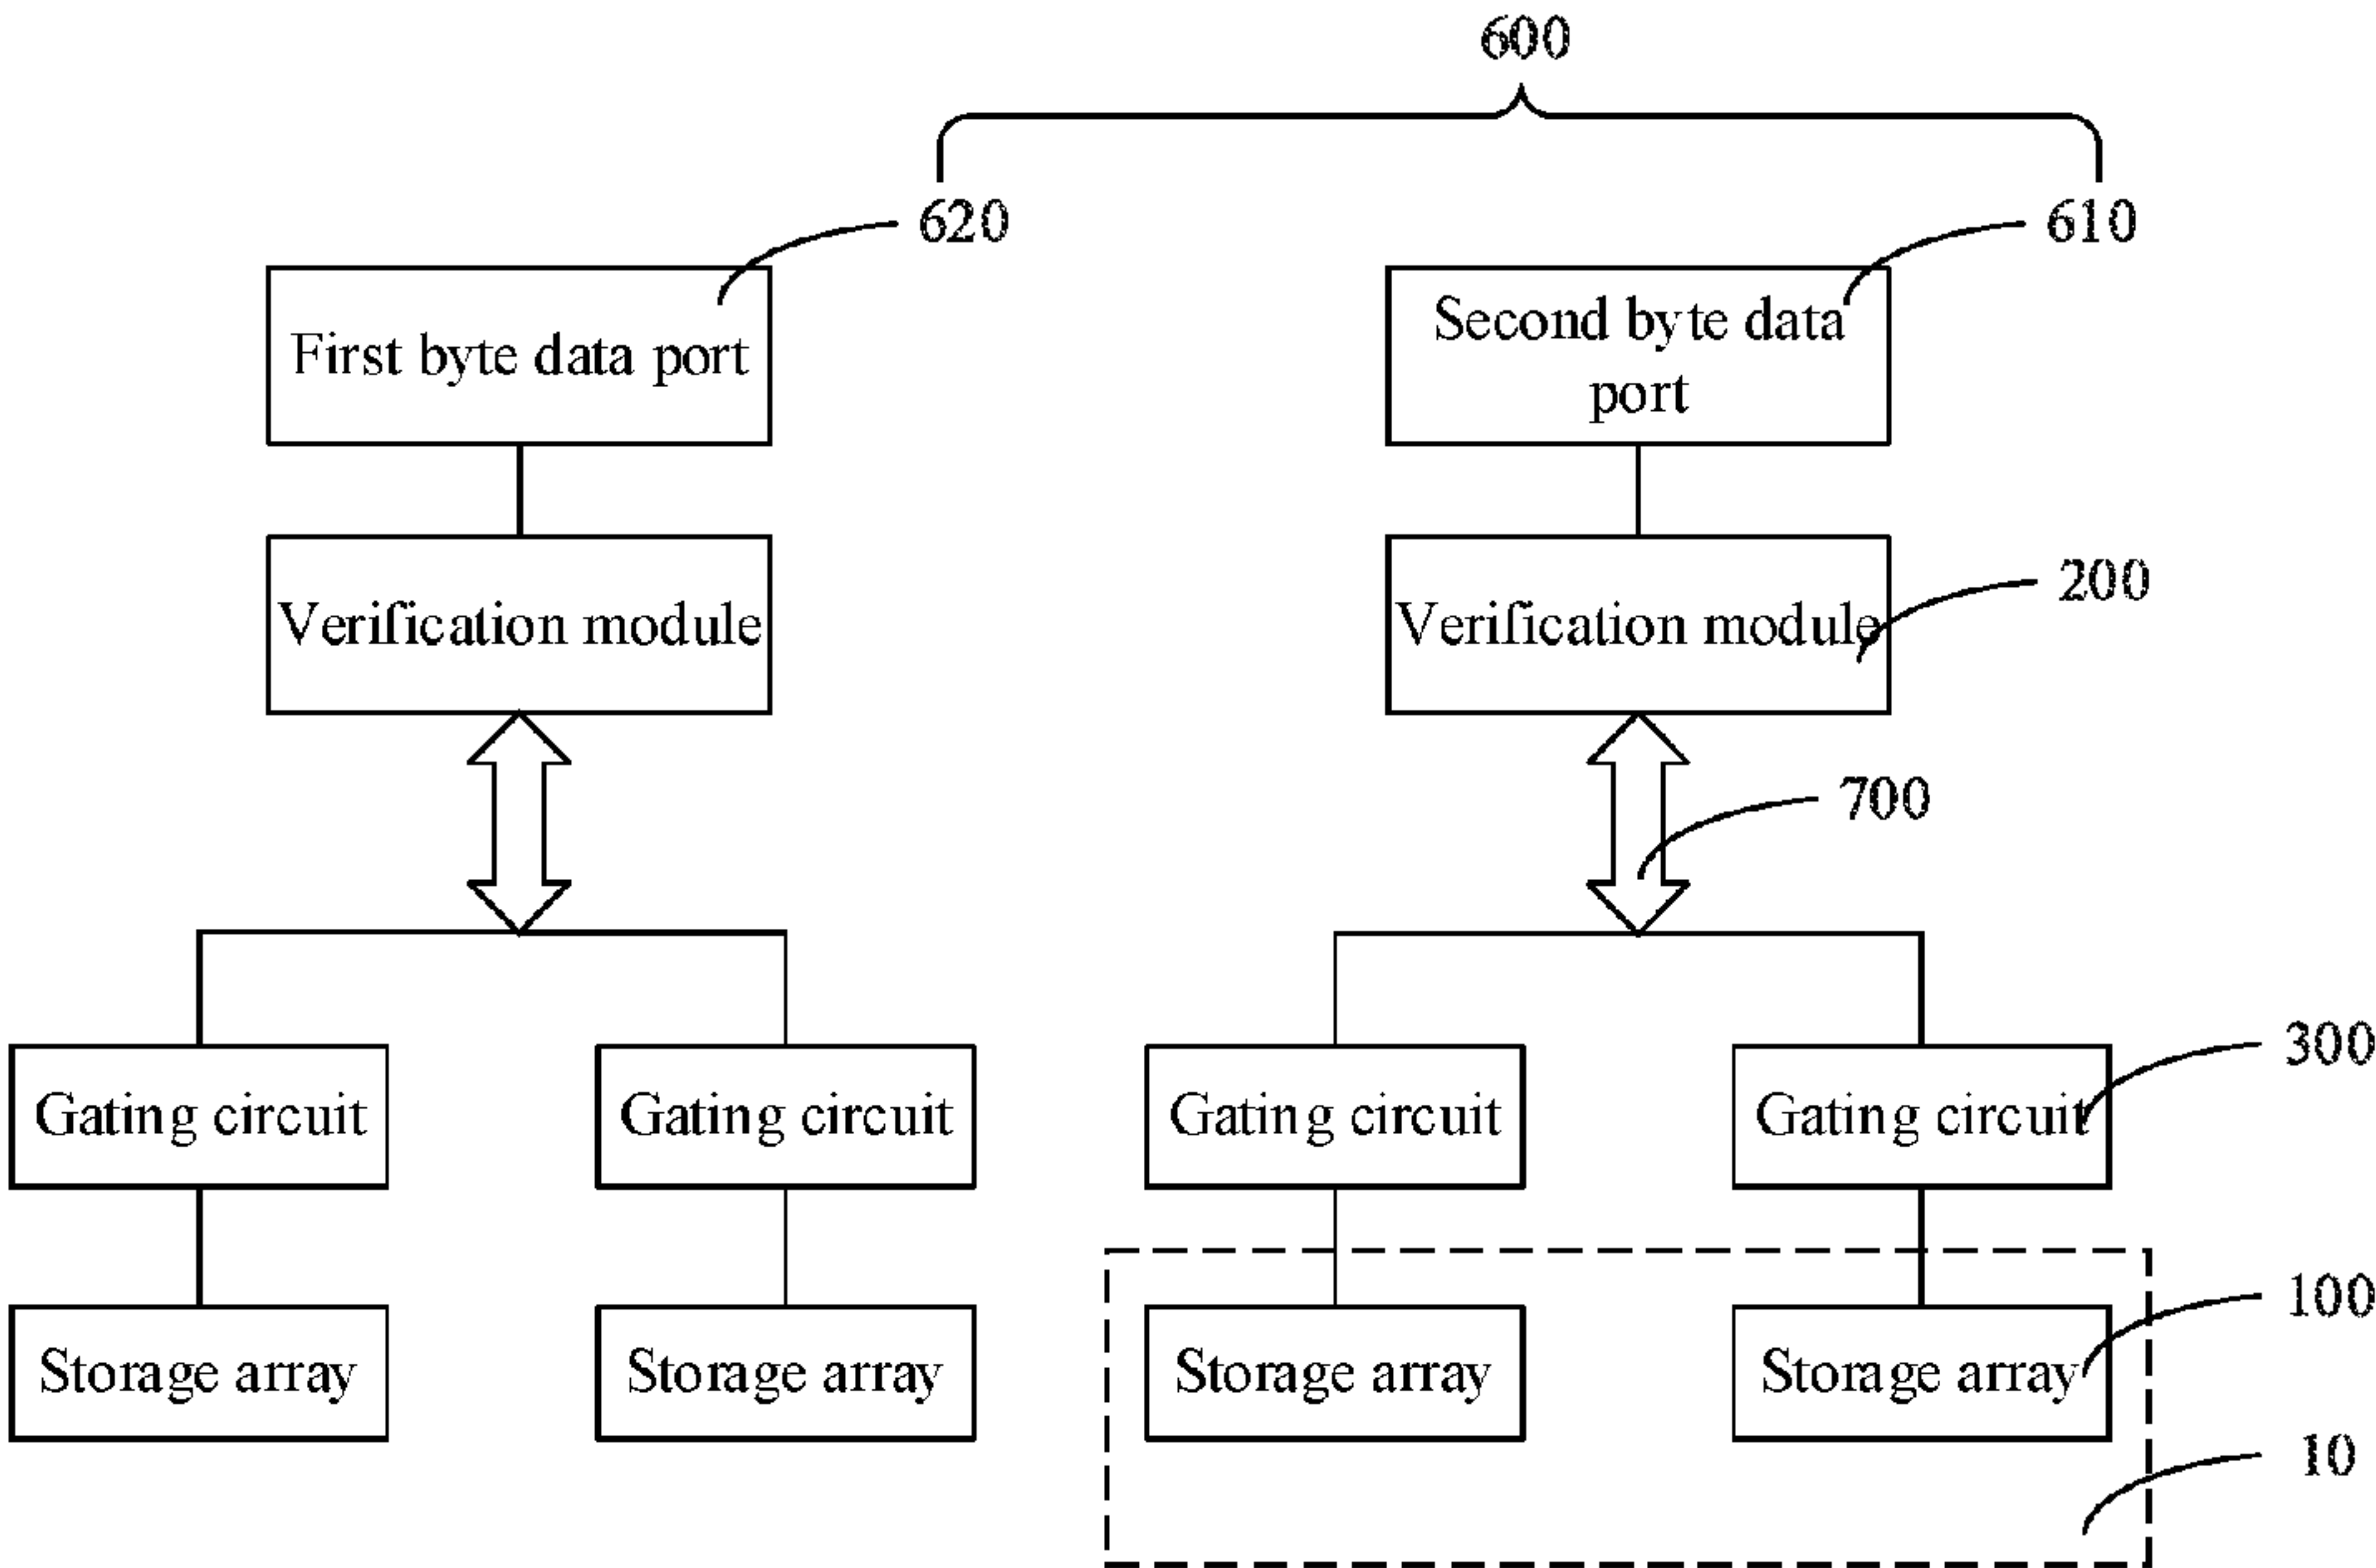 600
620
610
First byte data port
Second byte data
port
Verification module
Verification module
200
700
Gating circuit
Gating circuit
Gating circuit
Gating circuit
300
Storage array
Storage array
Storage array
Storage array
100
10